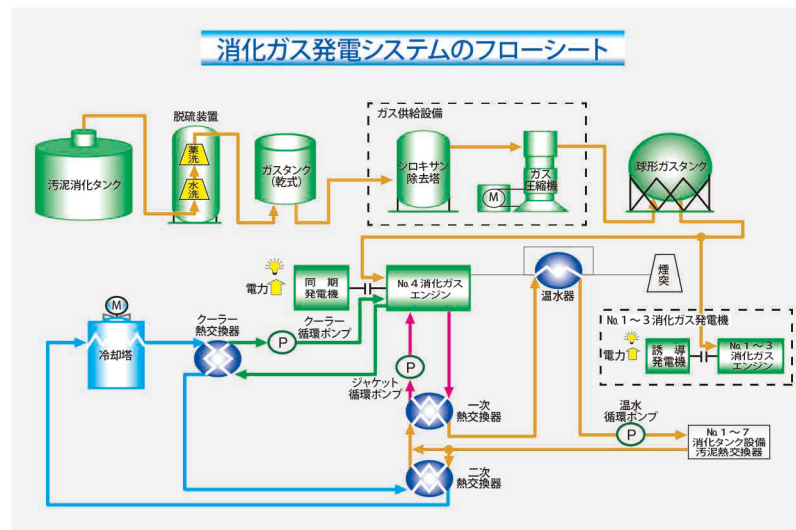 消化ガス発電システムのフローシート
脱硫装置
薬洗
水洗
汚泥消化タンク
ガスタンク
(乾式)
ガス供給設備
シロキサン
除去塔
M
ガス
圧縮機
球形ガスタンク
電力
同期
発電機
№4消化ガス
エンジン
温水器
煙突
M
冷却塔
クーラー
熱交換器
P
クーラー
循環ポンプ
P
ジャケット
循環ポンプ
一次
熱交換器
二次
熱交換器
№1~3消化ガス発電機
電力
誘導
発電機
№1~3
消化ガス
エンジン
温水
循環ポンプ
P
№1~7
消化タンク設備
汚泥熱交換器